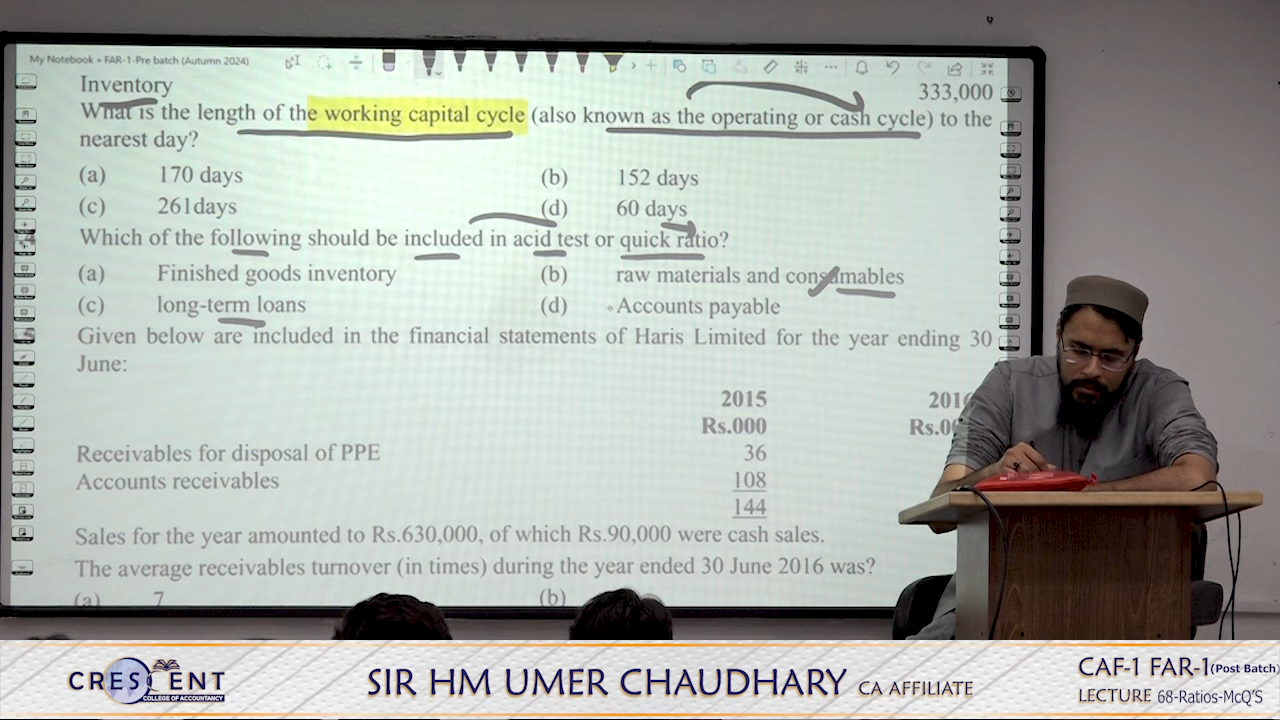 My Notebook » FAR-1-Pre batch (Autumn 2024)
Inventory 333,000
What is the length of the working capital cycle (also known as the operating or cash cycle) to the
nearest day?
(a) 170 days (b) 152 days
(c) 261days (d) 60 days
Which of the following should be included in acid test or quick ratio?
(a) Finished goods inventory (b) raw materials and consumables
(c) long-term loans (d) Accounts payable
Given below are included in the financial statements of Haris Limited for the year ending 30
June:
2015
Rs.000
Receivables for disposal of PPE 36
Accounts receivables 108
144
Sales for the year amounted to Rs.630,000, of which Rs.90,000 were cash sales.
The average receivables turnover (in times) during the year ended 30 June 2016 was?
(a) 7 (b)
CRESCENT
COLLEGE OF ACCOUNTANCY
SIR HM UMER CHAUDHARY CA AFFILIATE
CAF-1 FAR-1(Post Batch)
LECTURE 68-Ratios-McQ'S